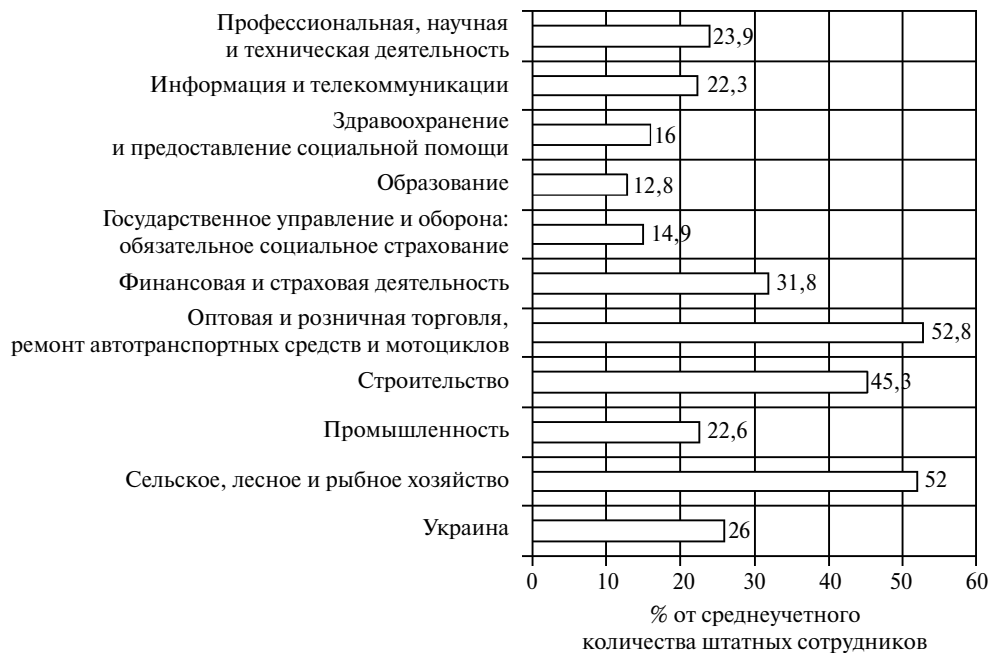 Профессиональная, научная
и техническая деятельность
23,9
Информация и телекоммуникации
22,3
Здравоохранение
и предоставление социальной помощи
16
Образование
12,8
Государственное управление и оборона:
обязательное социальное страхование
14,9
Финансовая и страховая деятельность
31,8
Оптовая и розничная торговля,
ремонт автотранспортных средств и мотоциклов
52,8
Строительство
45,3
Промышленность
22,6
Сельское, лесное и рыбное хозяйство
52
Украина
26
0 10 20 30 40 50 60
% от среднеучетного
количества штатных сотрудников